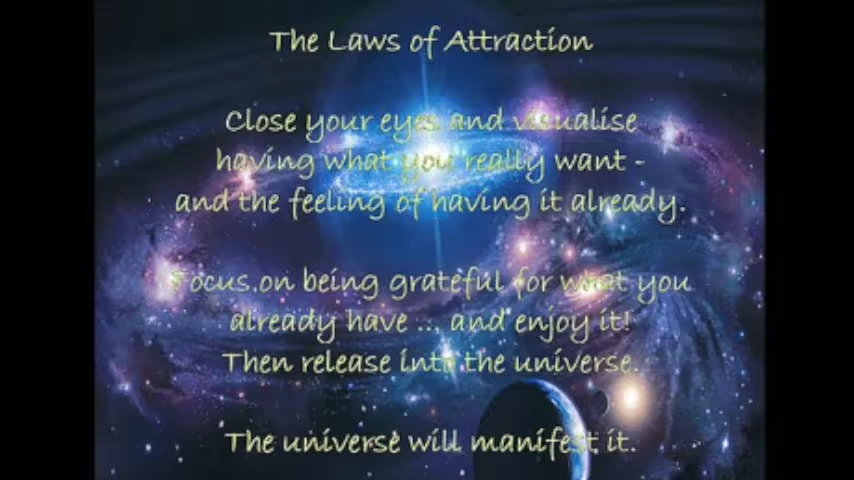 The Laws of Attraction
Close your eyes and visualise
having what you really want -
and the feeling of having it already.
Focus on being grateful for what you
already have ... and enjoy it!
Then release into the universe.
The universe will manifest it.